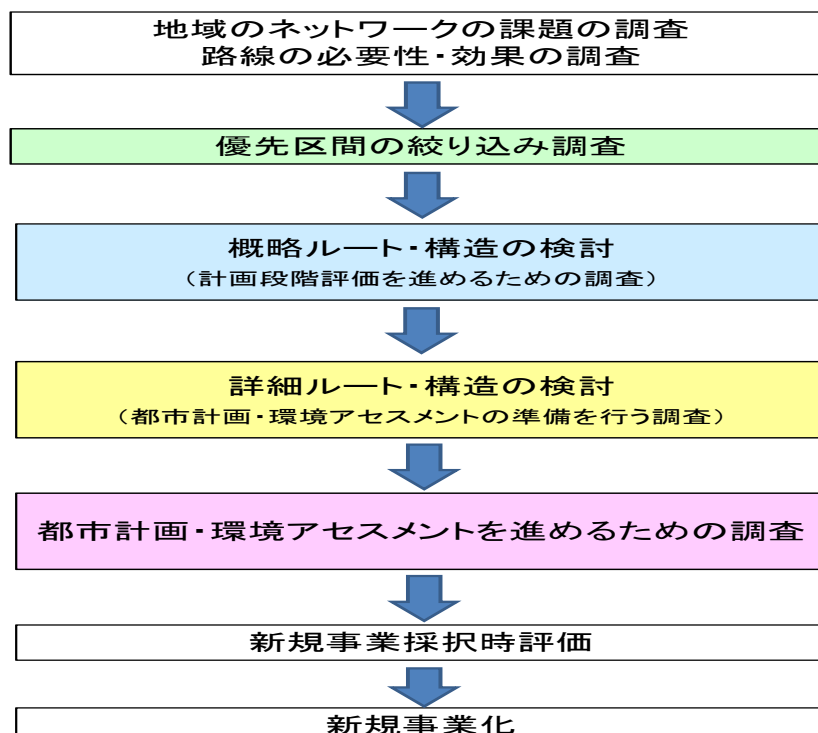 地域のネットワークの課題の調査
路線の必要性・効果の調査
優先区間の絞り込み調査
概略ルート・構造の検討
（計画段階評価を進めるための調査）
詳細ルート・構造の検討
（都市計画・環境アセスメントの準備を行う調査）
都市計画・環境アセスメントを進めるための調査
新規事業採択時評価
新規事業化